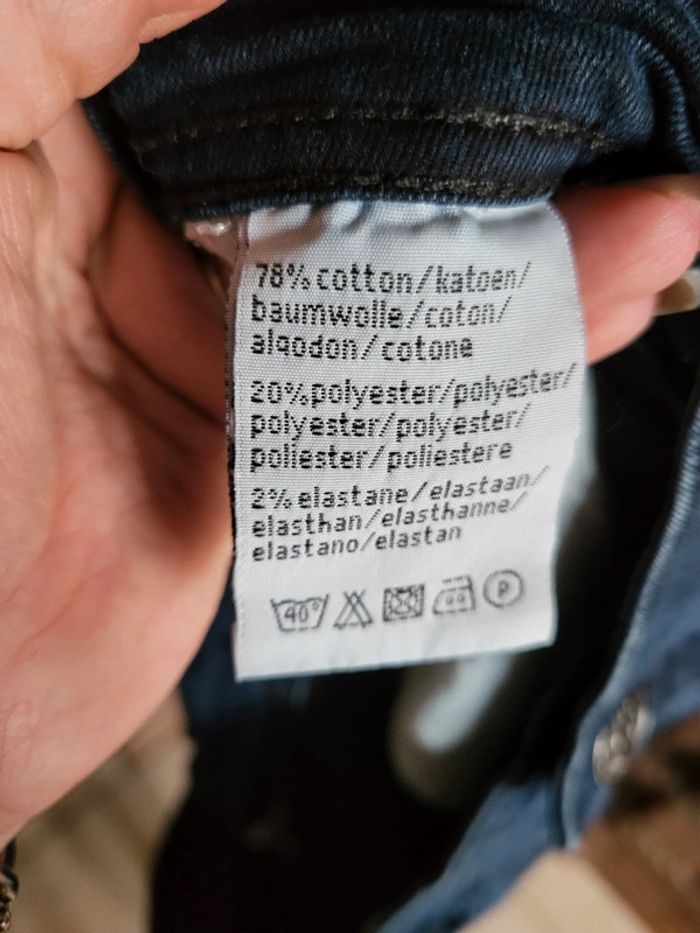 78% cotton/katoen/
baumwolle/coton/
algodon/cotone
20%polyester/polyester/
polyester/polyester/
poliester/poliestere
2% elastane/elastaan/
elasthan/elasthanne/
elastano/elastan
40° P